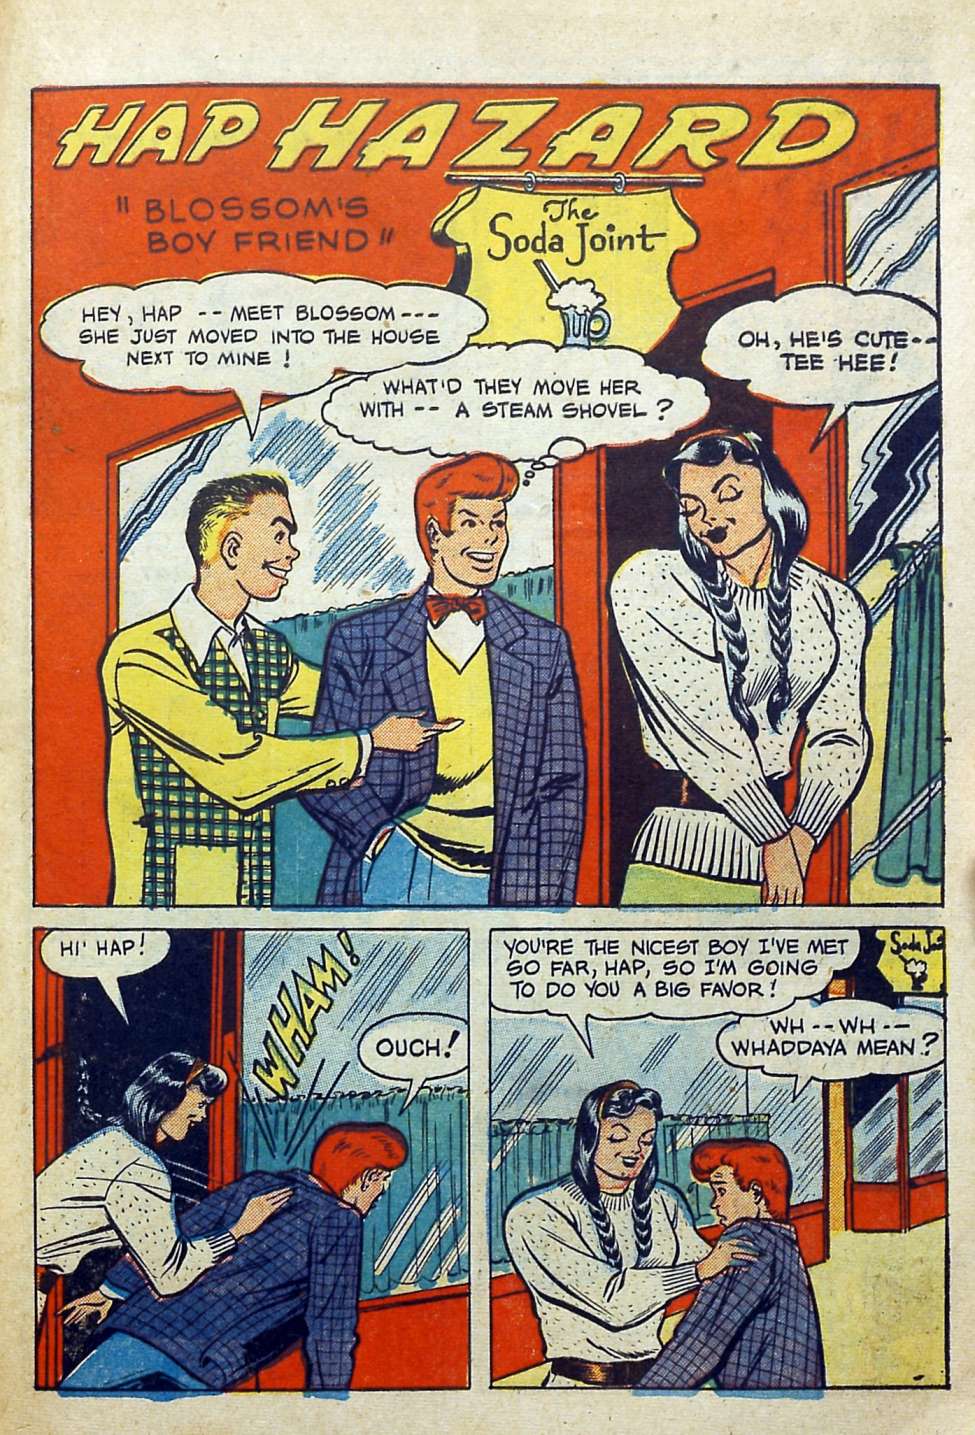 HAP HAZARD
"BLOSSOM'S
BOY FRIEND"
The
Soda Joint
HEY, HAP -- MEET BLOSSOM ---
SHE JUST MOVED INTO THE HOUSE
NEXT TO MINE!
WHAT'D THEY MOVE HER
WITH -- A STEAM SHOVEL?
OH, HE'S CUTE--
TEE HEE!
HI' HAP!
WHAM!
OUCH!
YOU'RE THE NICEST BOY I'VE MET
SO FAR, HAP, SO I'M GOING
TO DO YOU A BIG FAVOR!
Soda Joint
WH -- WH --
WHADDAYA MEAN?